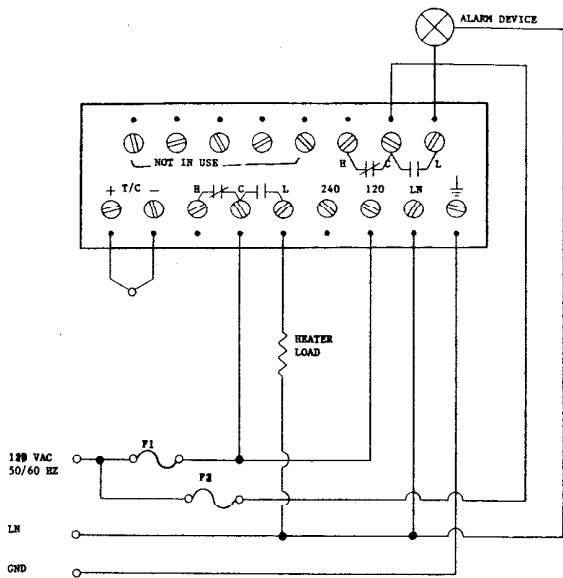 ALARM DEVICE
NOT IN USE
H C L
+ T/C − H C L 240 120 LN
HEATER
LOAD
120 VAC
50/60 HZ
F1
F2
LN
GND